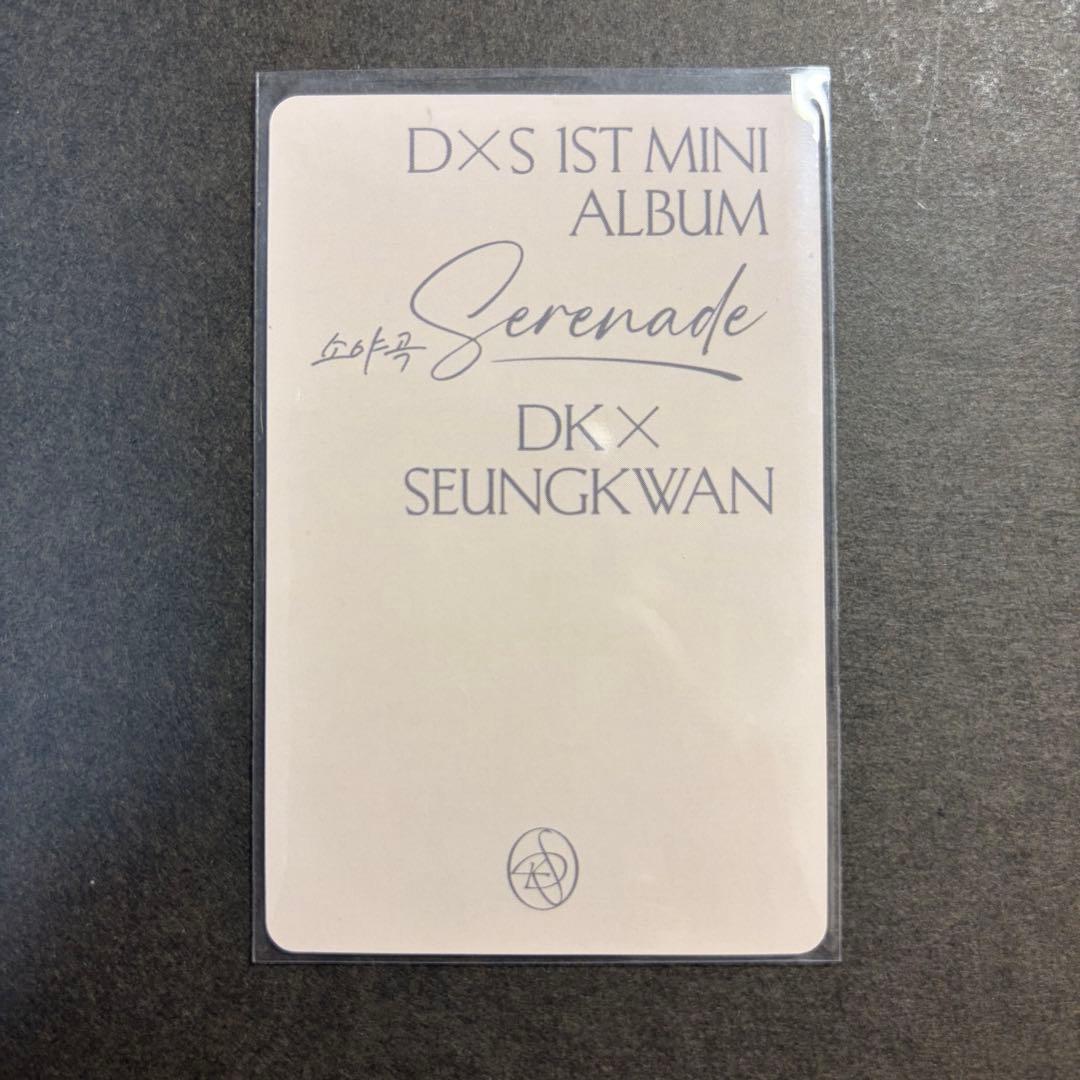 D×S 1ST MINI
ALBUM
소야곡 Serenade
DK ×
SEUNGKWAN